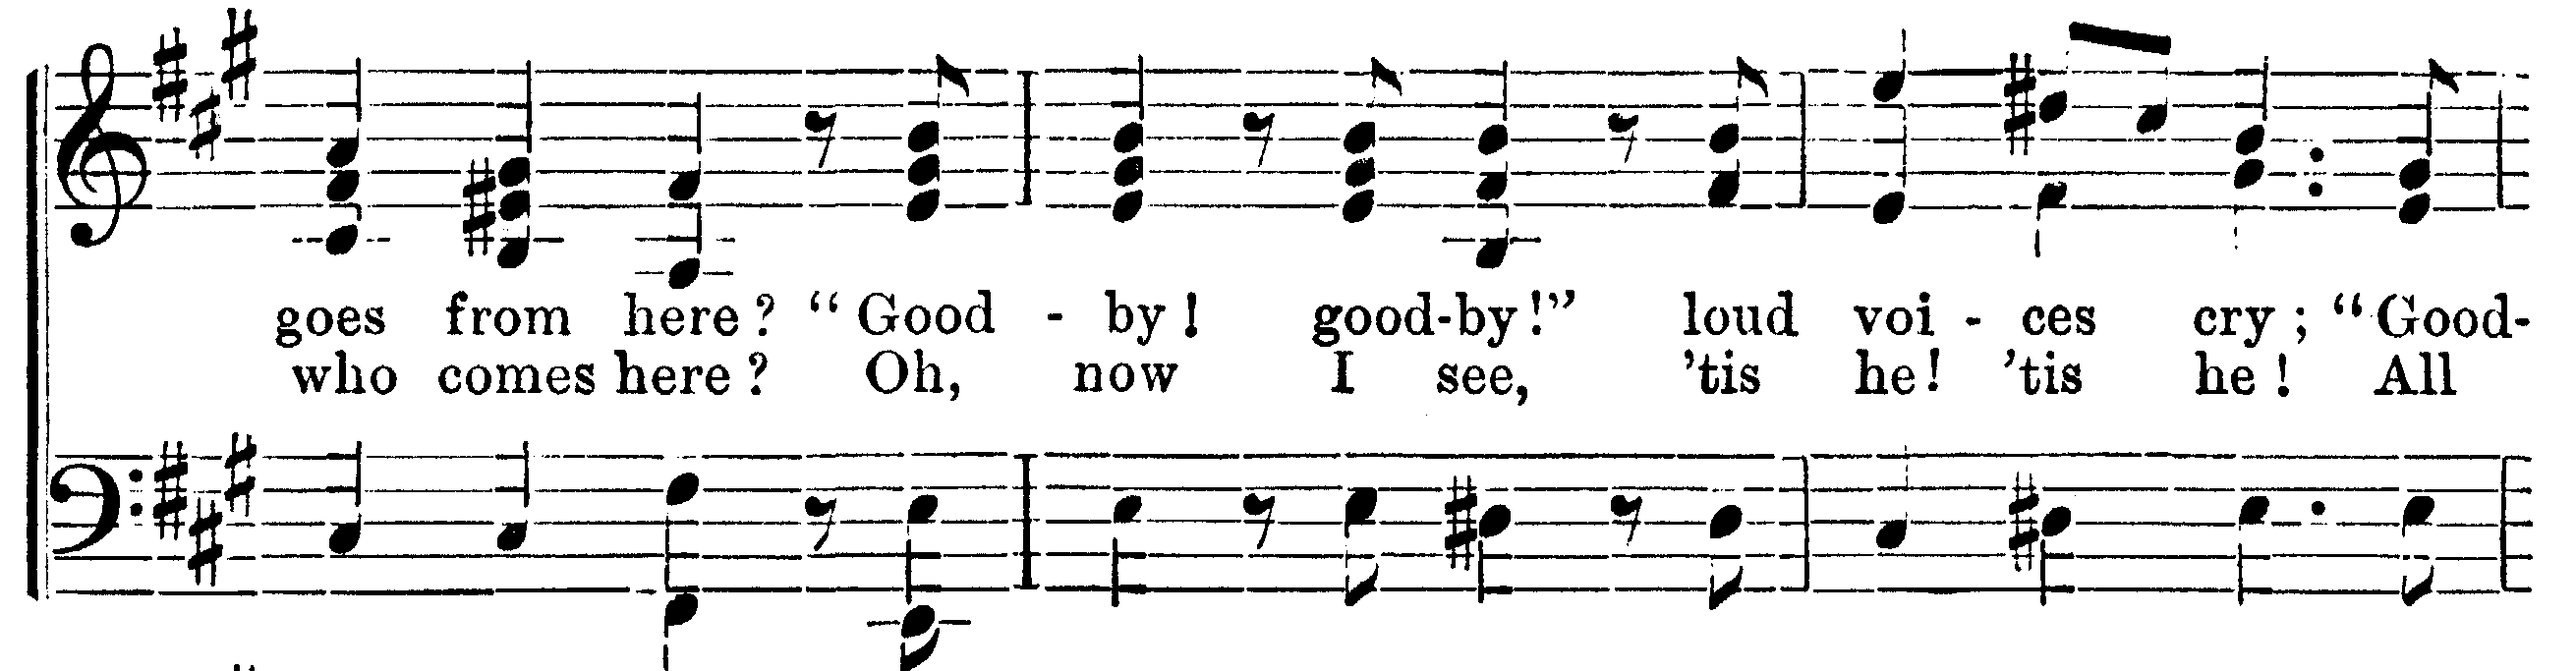 goes from here? “Good - by! good-by!” loud voi - ces cry; “Good-
who comes here? Oh, now I see, ’tis he! ’tis he! All